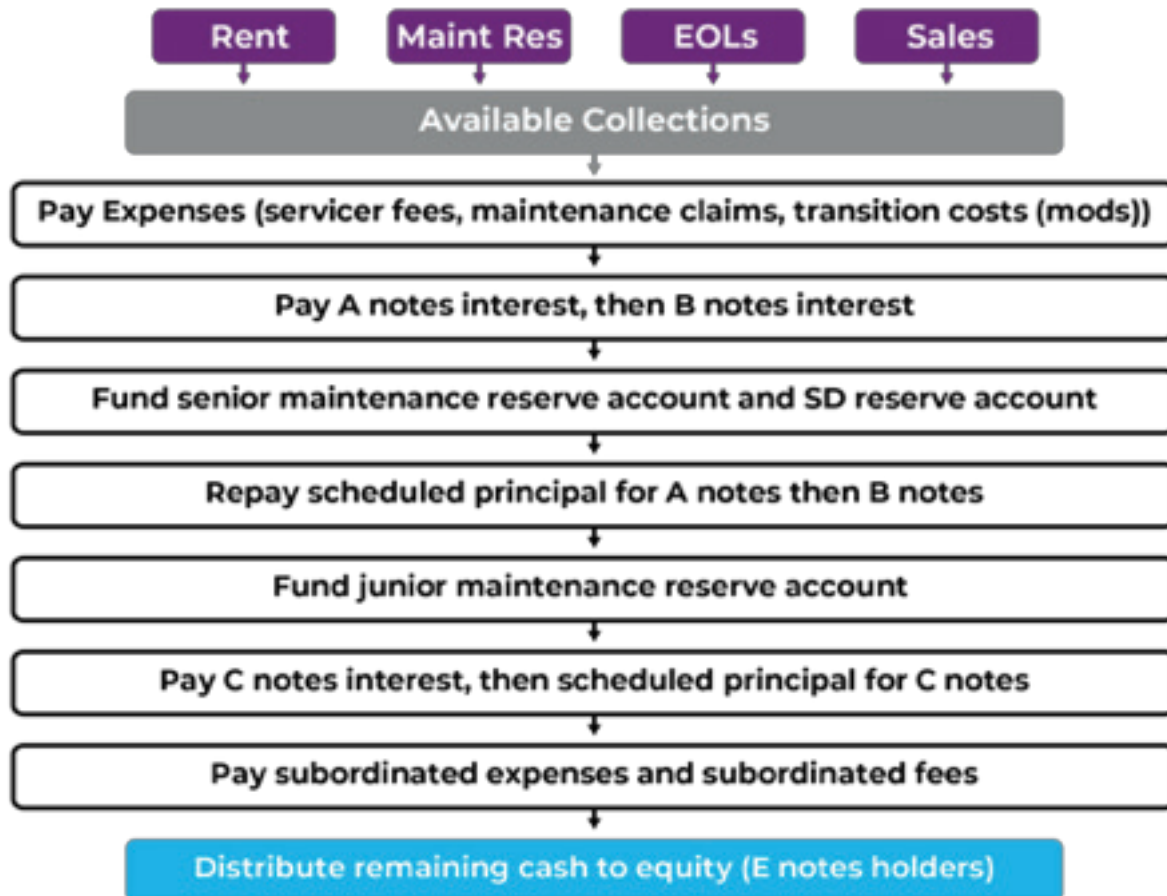 Rent
Maint Res
EOLs
Sales
Available Collections
Pay Expenses (servicer fees, maintenance claims, transition costs (mods))
Pay A notes interest, then B notes interest
Fund senior maintenance reserve account and SD reserve account
Repay scheduled principal for A notes then B notes
Fund junior maintenance reserve account
Pay C notes interest, then scheduled principal for C notes
Pay subordinated expenses and subordinated fees
Distribute remaining cash to equity (E notes holders)